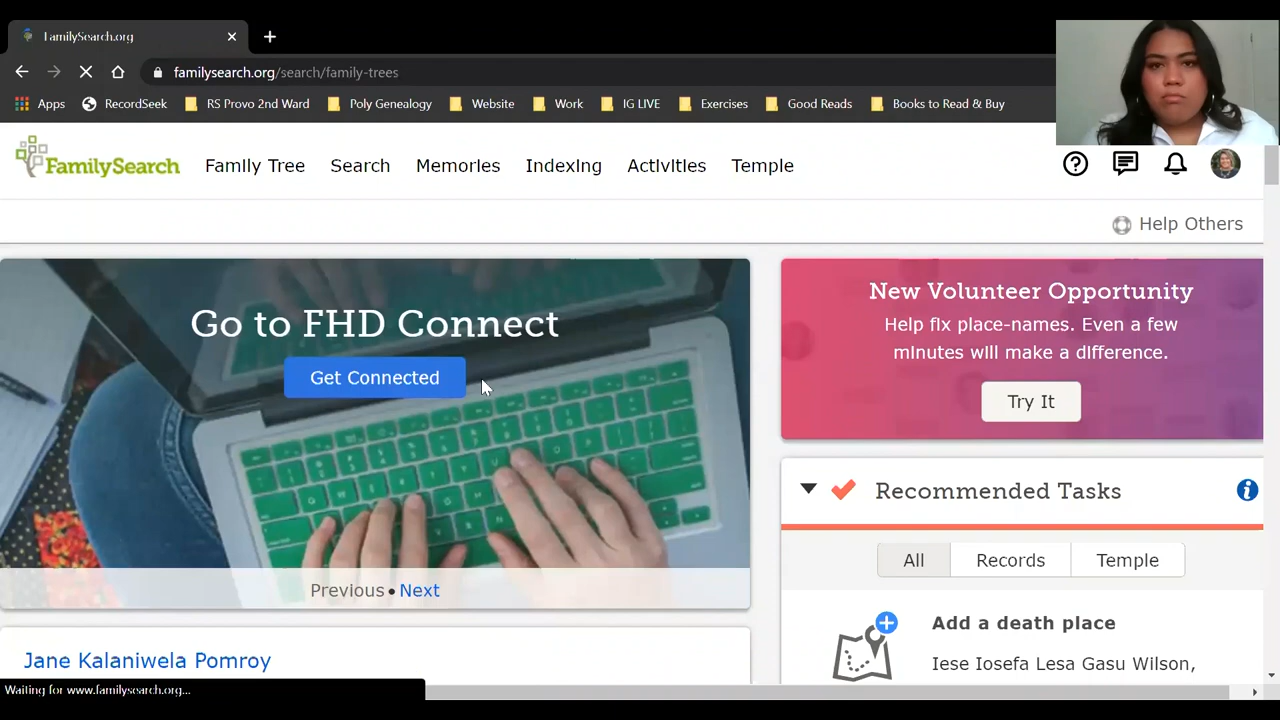 FamilySearch.org
familysearch.org/search/family-trees
Apps RecordSeek RS Provo 2nd Ward Poly Genealogy Website Work IG LIVE Exercises Good Reads Books to Read & Buy
FamilySearch Family Tree Search Memories Indexing Activities Temple
Help Others
Go to FHD Connect
Get Connected
Previous • Next
Jane Kalaniwela Pomroy
New Volunteer Opportunity
Help fix place-names. Even a few
minutes will make a difference.
Try It
Recommended Tasks
All Records Temple
Add a death place
Iese Iosefa Lesa Gasu Wilson,
Waiting for www.familysearch.org...